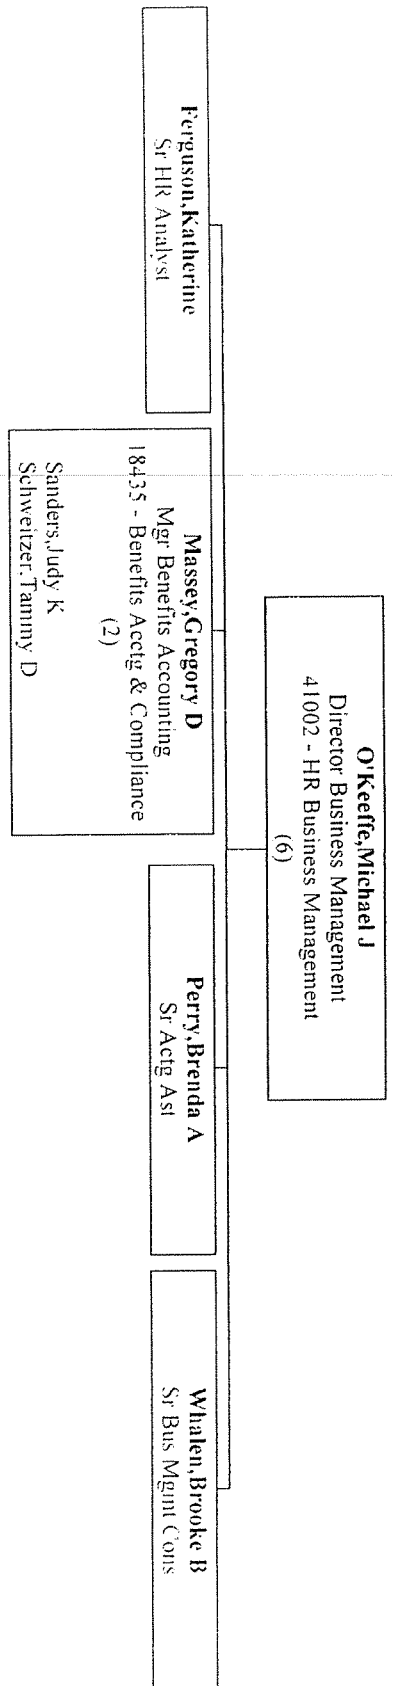 O'Keeffe,Michael J
Director Business Management
41002 - HR Business Management
(6)
Ferguson,Katherine
Sr HR Analyst
Massey,Gregory D
Mgr Benefits Accounting
18435 - Benefits Acctg & Compliance
(2)
Sanders,Judy K
Schweitzer,Tammy D
Perry,Brenda A
Sr Actg Ast
Whalen,Brooke B
Sr Bus Mgmt Cons